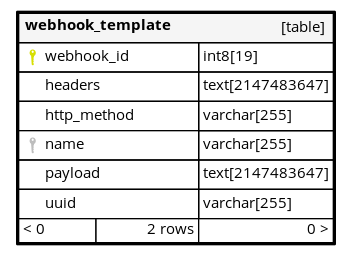 webhook_template [table]
webhook_id int8[19]
headers text[2147483647]
http_method varchar[255]
name varchar[255]
payload text[2147483647]
uuid varchar[255]
< 0 2 rows 0 >